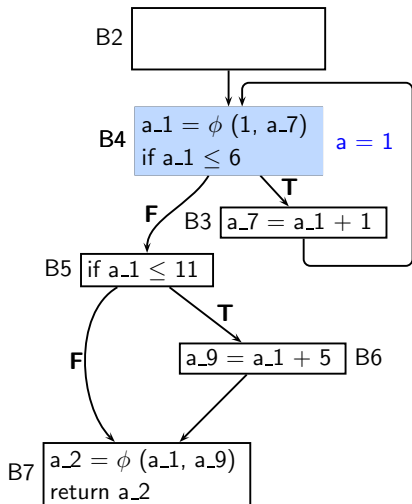 B2
B4
a_1 = ϕ (1, a_7)
if a_1 ≤ 6
a = 1
T
F
B3
a_7 = a_1 + 1
B5
if a_1 ≤ 11
T
F
a_9 = a_1 + 5
B6
B7
a_2 = ϕ (a_1, a_9)
return a_2